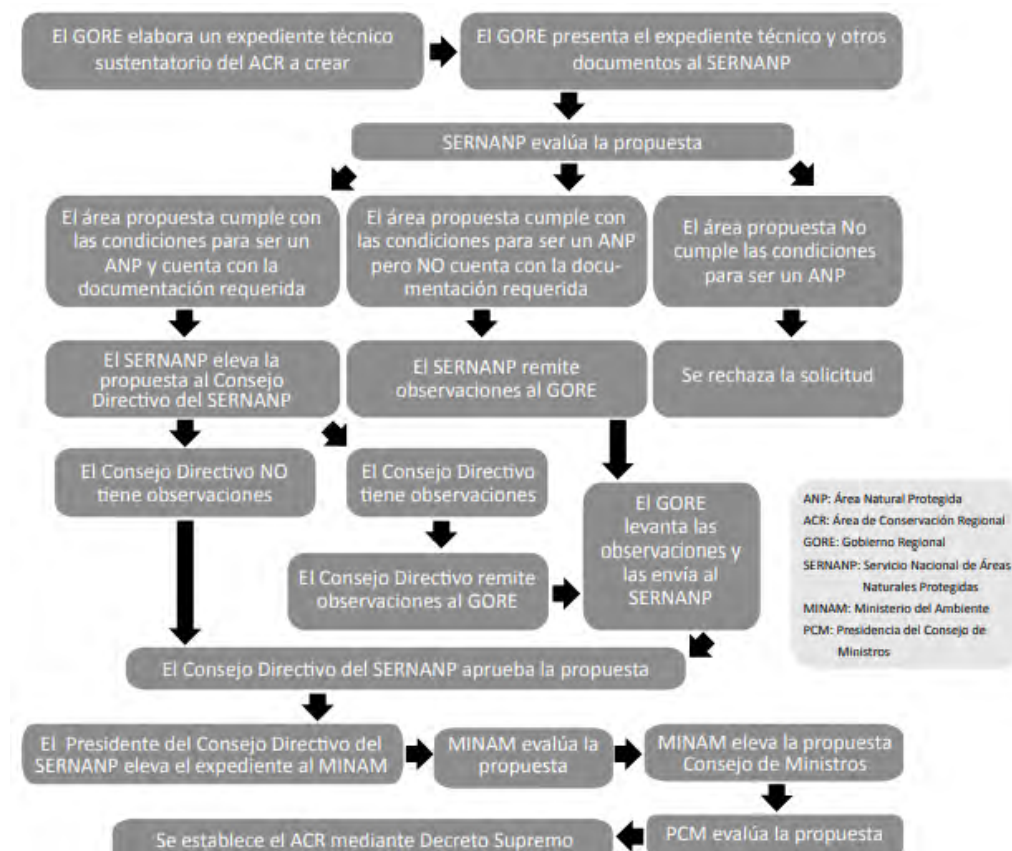 El GORE elabora un expediente técnico
sustentatorio del ACR a crear
El GORE presenta el expediente técnico y otros
documentos al SERNANP
SERNANP evalúa la propuesta
El área propuesta cumple con
las condiciones para ser un
ANP y cuenta con la
documentación requerida
El área propuesta cumple con
las condiciones para ser un ANP
pero NO cuenta con la docu-
mentación requerida
El área propuesta No
cumple las condiciones
para ser un ANP
El SERNANP eleva la
propuesta al Consejo
Directivo del SERNANP
El SERNANP remite
observaciones al GORE
Se rechaza la solicitud
El Consejo Directivo NO
tiene observaciones
El Consejo Directivo
tiene observaciones
El GORE
levanta las
observaciones y
las envía al
SERNANP
El Consejo Directivo remite
observaciones al GORE
ANP: Área Natural Protegida
ACR: Área de Conservación Regional
GORE: Gobierno Regional
SERNANP: Servicio Nacional de Áreas
Naturales Protegidas
MINAM: Ministerio del Ambiente
PCM: Presidencia del Consejo de
Ministros
El Consejo Directivo del SERNANP aprueba la propuesta
El Presidente del Consejo Directivo del
SERNANP eleva el expediente al MINAM
MINAM evalúa la
propuesta
MINAM eleva la propuesta
Consejo de Ministros
PCM evalúa la propuesta
Se establece el ACR mediante Decreto Supremo